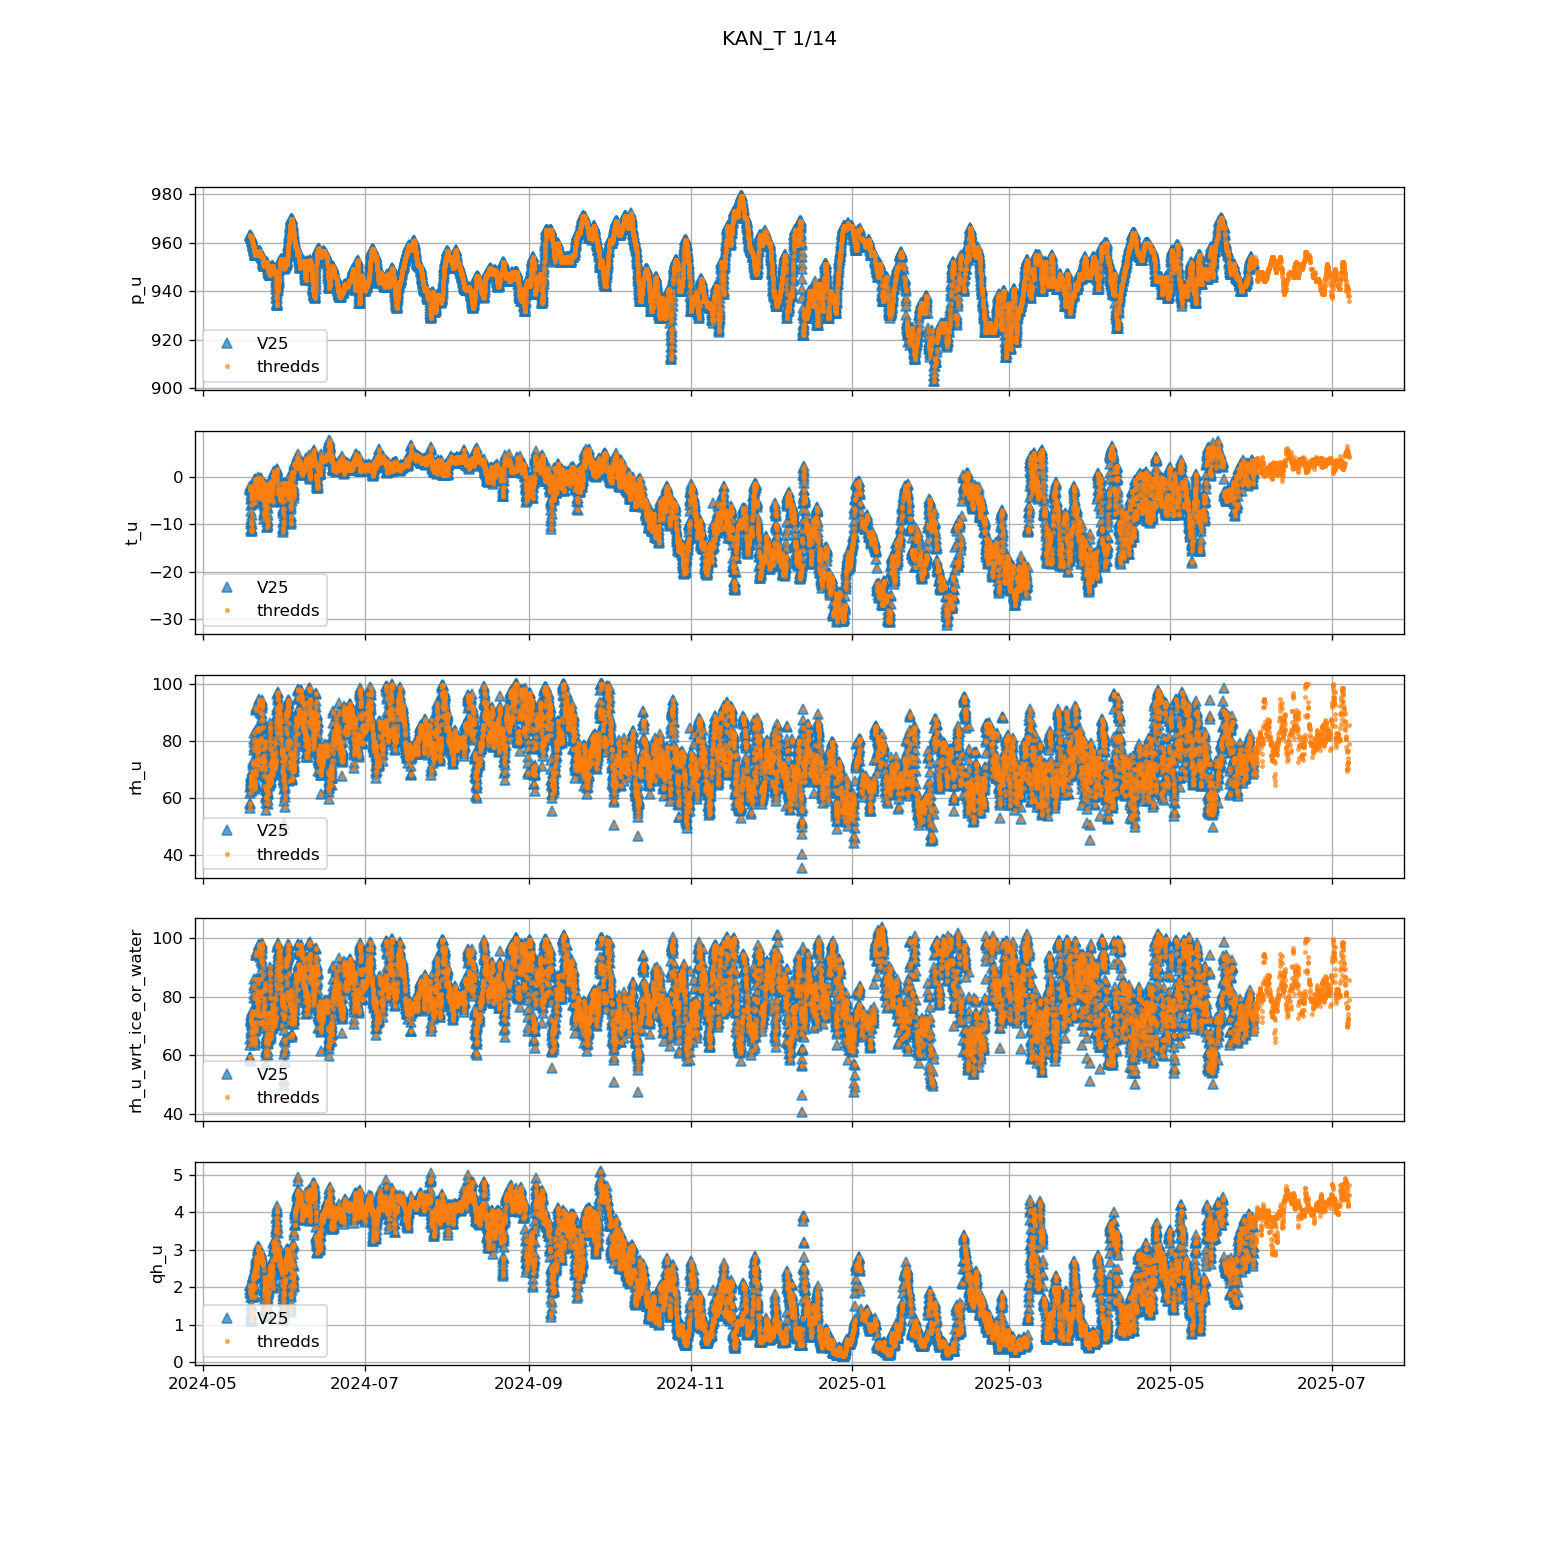 KAN_T 1/14
980
960
940
920
900
p_u
V25
thredds
0
−10
−20
−30
t_u
V25
thredds
100
80
60
40
rh_u
V25
thredds
100
80
60
40
rh_u_wrt_ice_or_water
V25
thredds
5
4
3
2
1
0
qh_u
V25
thredds
2024-05
2024-07
2024-09
2024-11
2025-01
2025-03
2025-05
2025-07